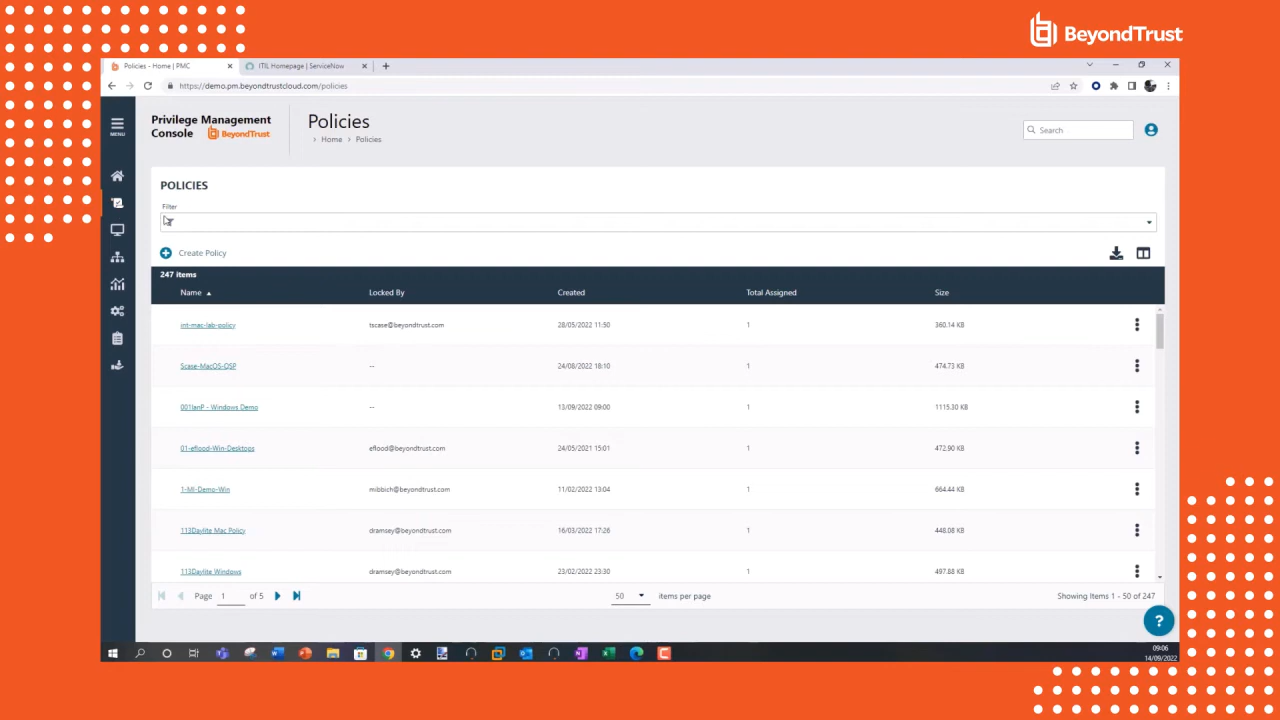 BeyondTrust
Policies - Home | PMC
ITIL Homepage | ServiceNow
https://demo.pm.beyondtrustcloud.com/policies
MENU
Privilege Management
Console BeyondTrust
Policies
› Home › Policies
Search
POLICIES
Filter
Create Policy
247 items
Name Locked By Created Total Assigned Size
int-mac-lab-policy tscase@beyondtrust.com 28/05/2022 11:50 1 360.14 KB
Scase-MacOS-QSP -- 24/08/2022 18:10 1 474.73 KB
001IanP - Windows Demo -- 13/09/2022 09:00 1 1115.30 KB
01-eflood-Win-Desktops eflood@beyondtrust.com 24/05/2021 15:01 1 472.90 KB
1-MI-Demo-Win mibbich@beyondtrust.com 11/02/2022 13:04 1 664.44 KB
113Daylite Mac Policy dramsey@beyondtrust.com 16/03/2022 17:26 1 448.08 KB
113Daylite Windows dramsey@beyondtrust.com 23/02/2022 23:30 1 497.88 KB
Page 1 of 5 50 items per page Showing Items 1 - 50 of 247
?
09:06
14/09/2022